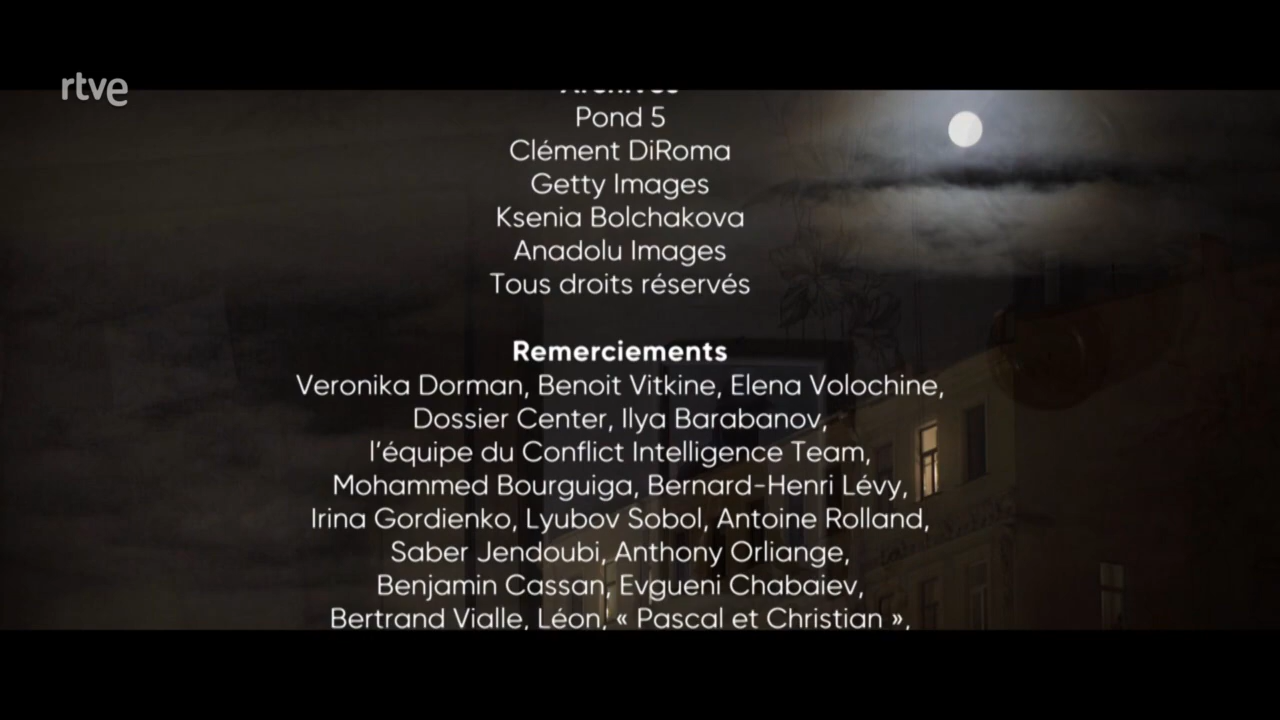 rtve
Archives
Pond 5
Clément DiRoma
Getty Images
Ksenia Bolchakova
Anadolu Images
Tous droits réservés
Remerciements
Veronika Dorman, Benoit Vitkine, Elena Volochine,
Dossier Center, Ilya Barabanov,
l'équipe du Conflict Intelligence Team,
Mohammed Bourguiga, Bernard-Henri Lévy,
Irina Gordienko, Lyubov Sobol, Antoine Rolland,
Saber Jendoubi, Anthony Orliange,
Benjamin Cassan, Evgueni Chabaiev,
Bertrand Vialle, Léon, « Pascal et Christian »,